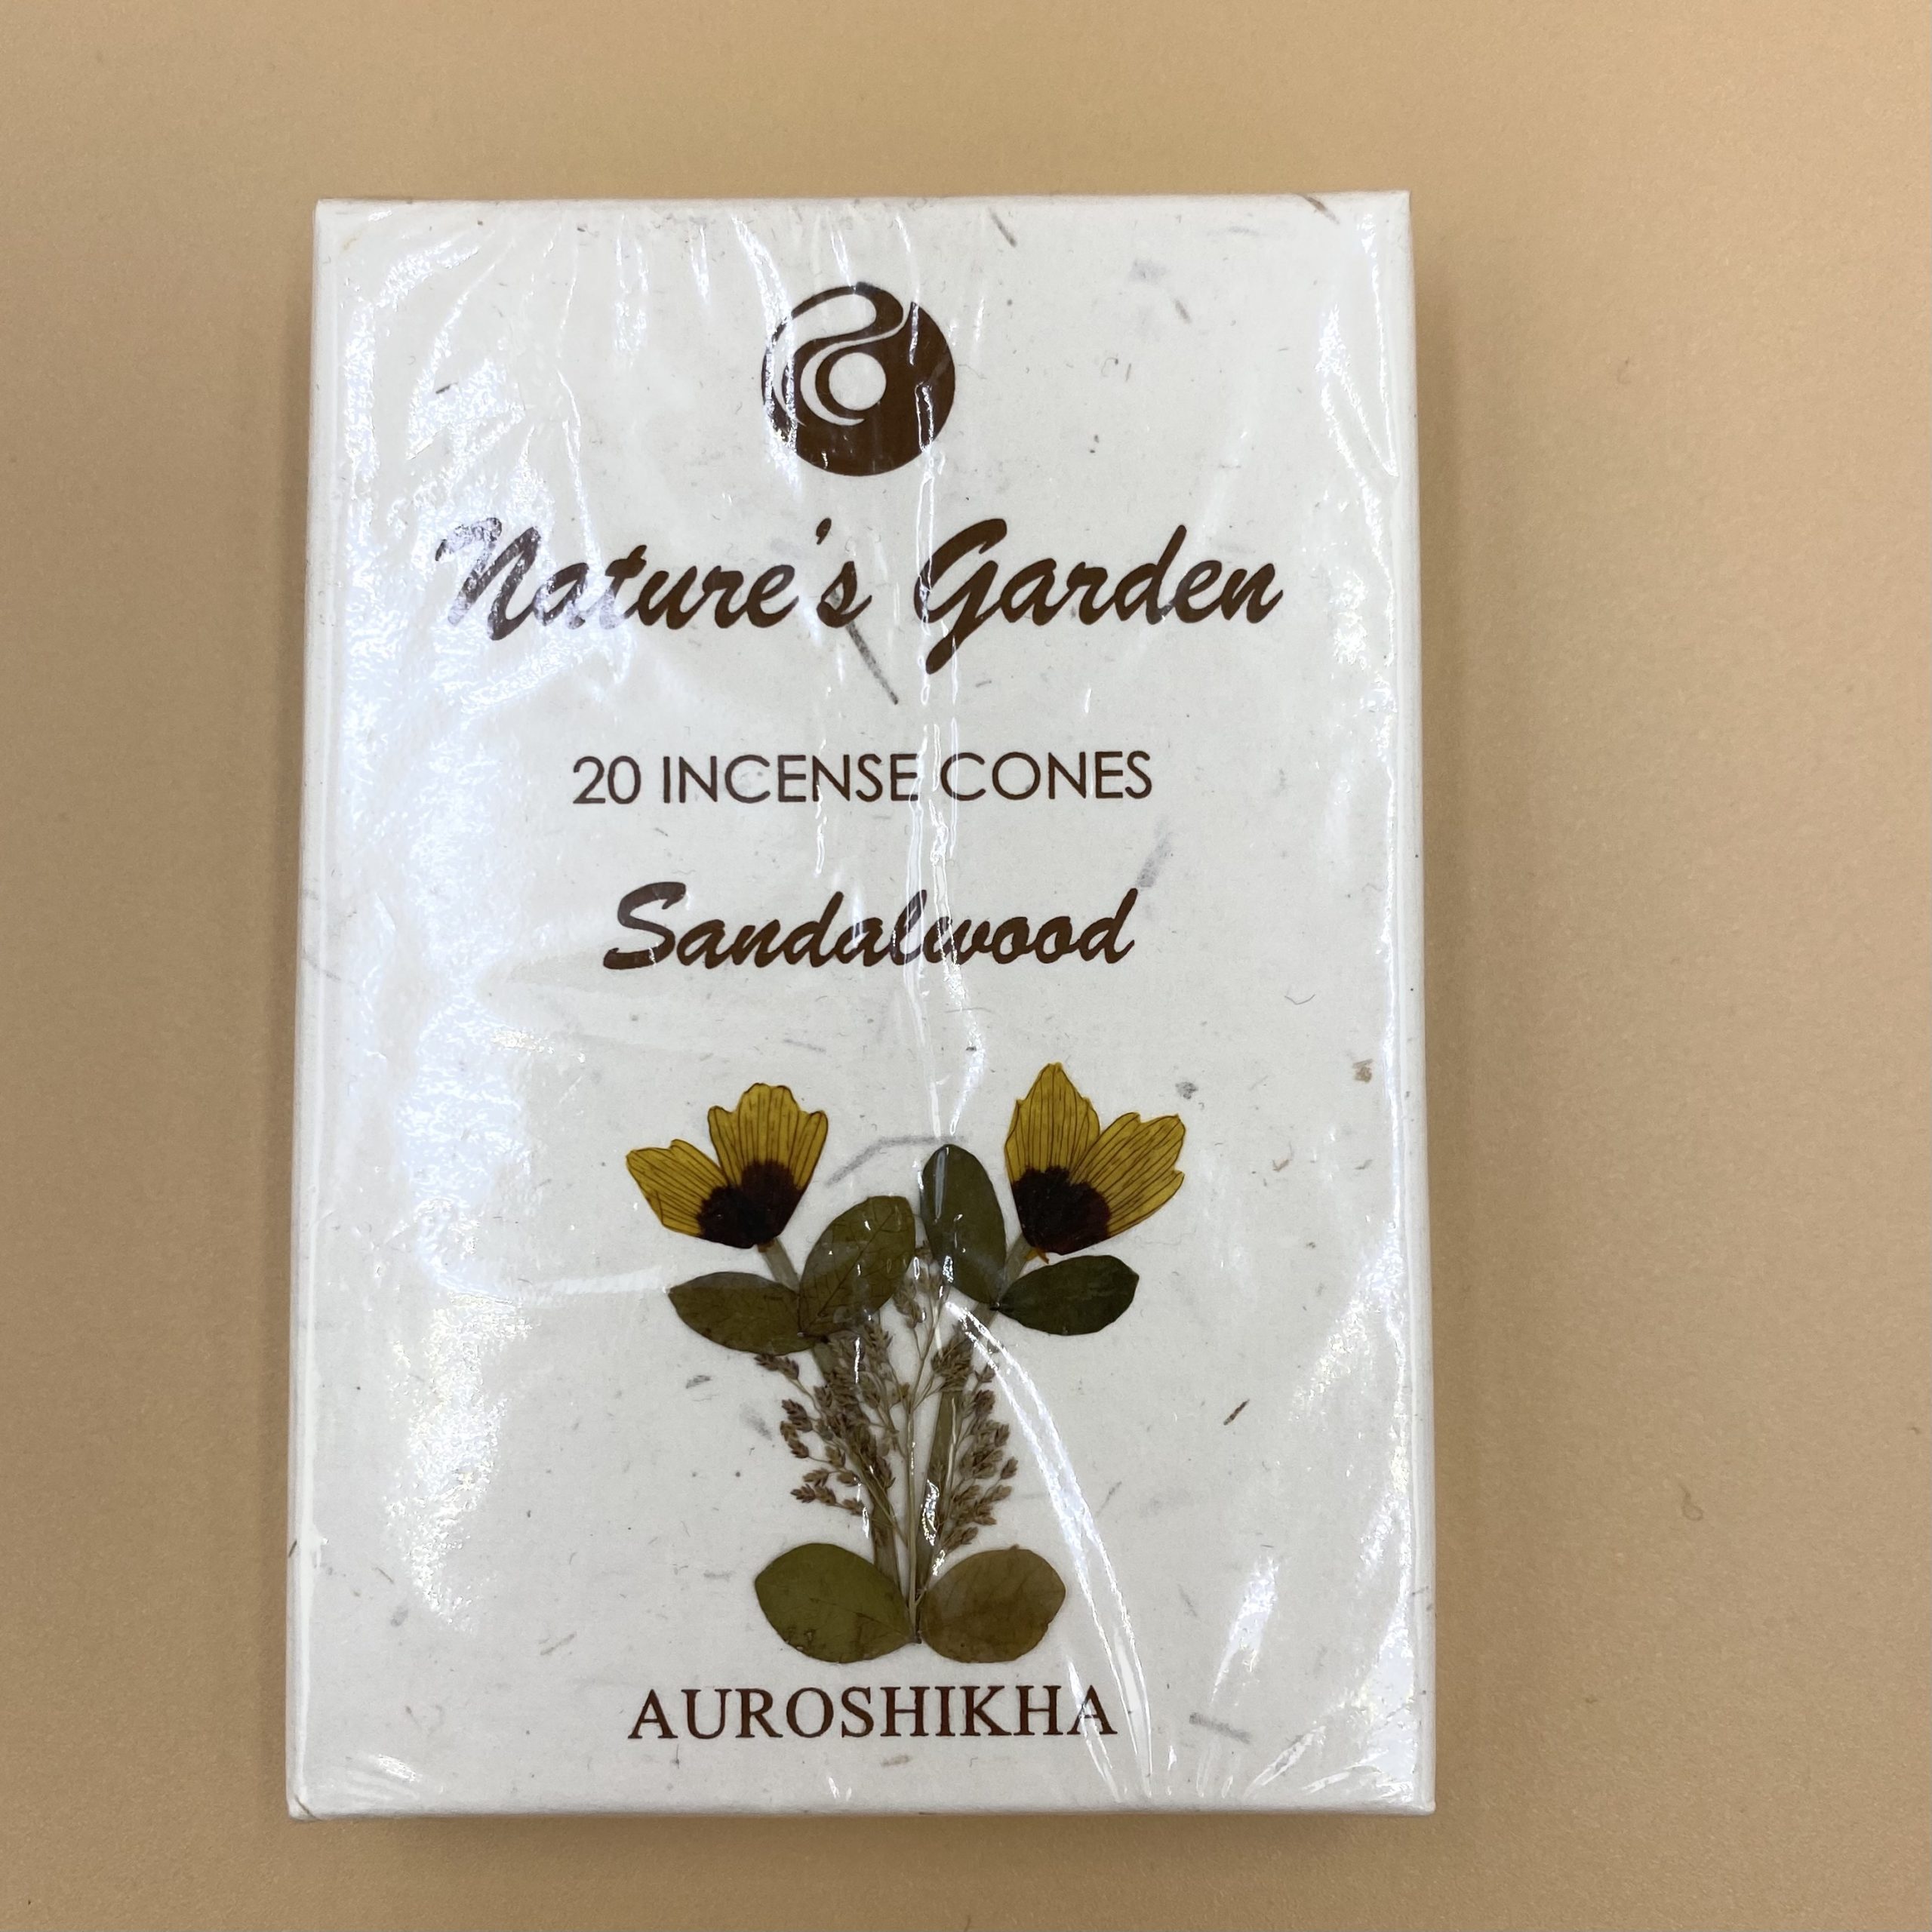 Nature's Garden
20 INCENSE CONES
Sandalwood
AUROSHIKHA